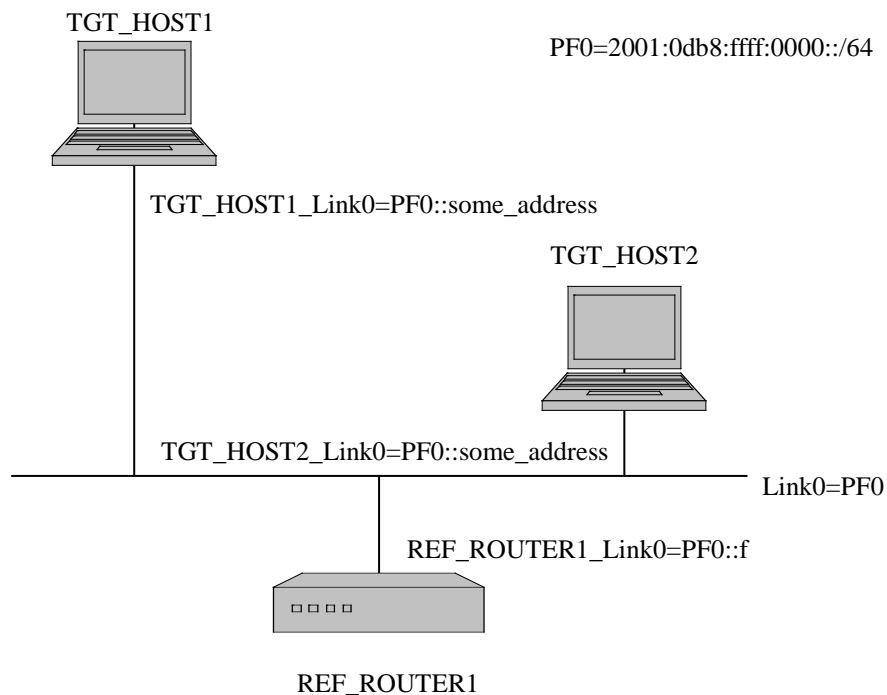 TGT_HOST1
PF0=2001:0db8:ffff:0000::/64
TGT_HOST1_Link0=PF0::some_address
TGT_HOST2
TGT_HOST2_Link0=PF0::some_address
Link0=PF0
REF_ROUTER1_Link0=PF0::f
REF_ROUTER1